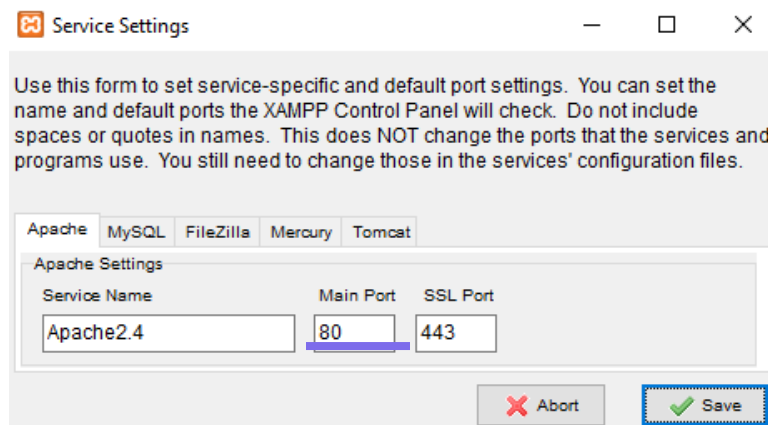 Service Settings
Use this form to set service-specific and default port settings. You can set the
name and default ports the XAMPP Control Panel will check. Do not include
spaces or quotes in names. This does NOT change the ports that the services and
programs use. You still need to change those in the services' configuration files.
Apache MySQL FileZilla Mercury Tomcat
Apache Settings
Service Name Main Port SSL Port
Apache2.4 80 443
Abort Save